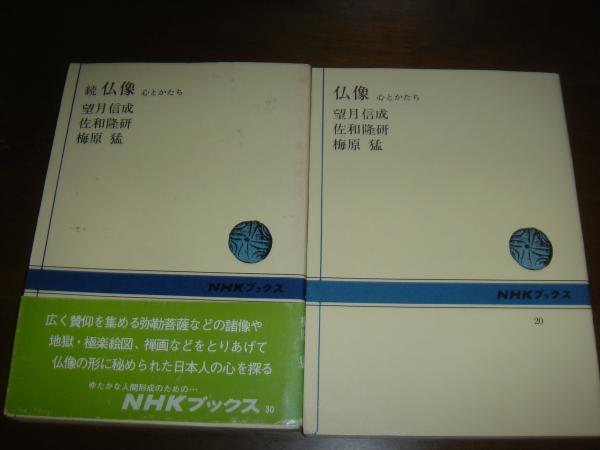 続 仏像 心とかたち
望月信成
佐和隆研
梅原 猛
NHKブックス
広く賛仰を集める弥勒菩薩などの諸像や
地獄・極楽絵図、禅画などをとりあげて
仏像の形に秘められた日本人の心を探る
ゆたかな人間形成のための…
NHKブックス 30
仏像 心とかたち
望月信成
佐和隆研
梅原 猛
NHKブックス
20